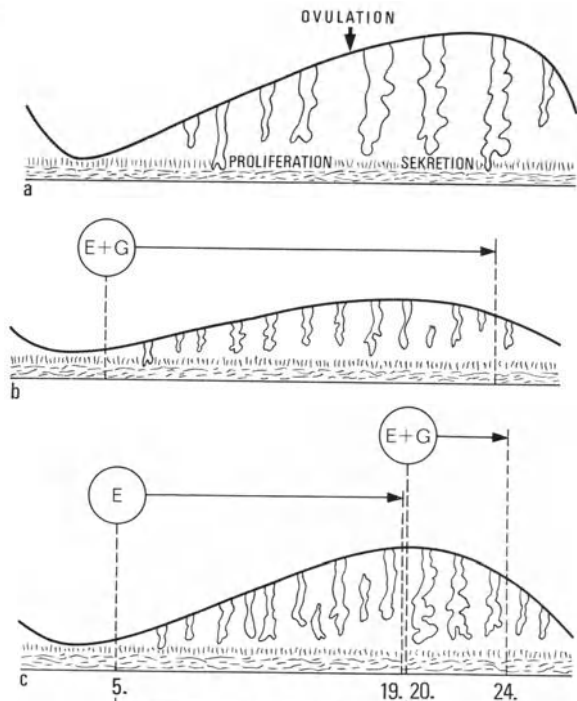 OVULATION
PROLIFERATION SEKRETION
a
E+G
b
E+G
E
c
5. 19. 20. 24.